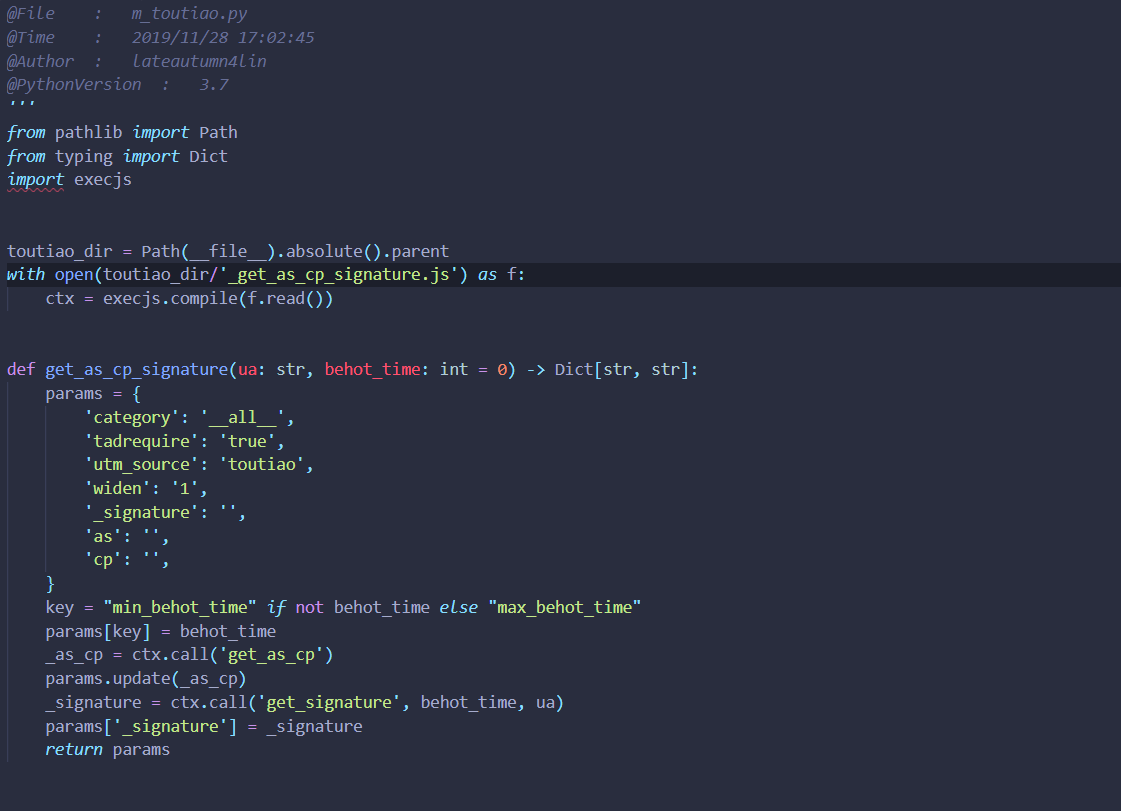 @File    :   m_toutiao.py
@Time    :   2019/11/28 17:02:45
@Author  :   lateautumn4lin
@PythonVersion  :   3.7
'''
from pathlib import Path
from typing import Dict
import execjs
toutiao_dir = Path(__file__).absolute().parent
with open(toutiao_dir/'_get_as_cp_signature.js') as f:
    ctx = execjs.compile(f.read())
def get_as_cp_signature(ua: str, behot_time: int = 0) -> Dict[str, str]:
    params = {
        'category': '__all__',
        'tadrequire': 'true',
        'utm_source': 'toutiao',
        'widen': '1',
        '_signature': '',
        'as': '',
        'cp': '',
    }
    key = "min_behot_time" if not behot_time else "max_behot_time"
    params[key] = behot_time
    _as_cp = ctx.call('get_as_cp')
    params.update(_as_cp)
    _signature = ctx.call('get_signature', behot_time, ua)
    params['_signature'] = _signature
    return params